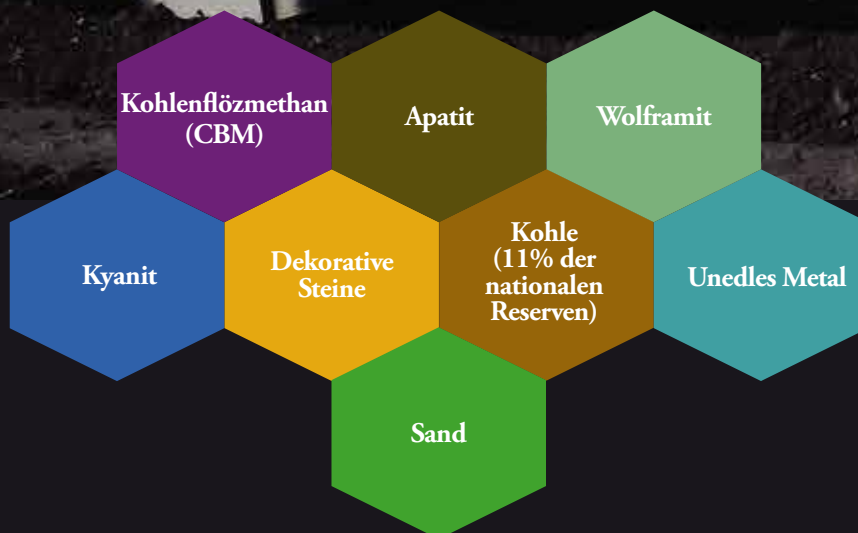 Kohlenflözmethan
(CBM)
Apatit
Wolframit
Kyanit
Dekorative
Steine
Kohle
(11% der
nationalen
Reserven)
Unedles Metal
Sand